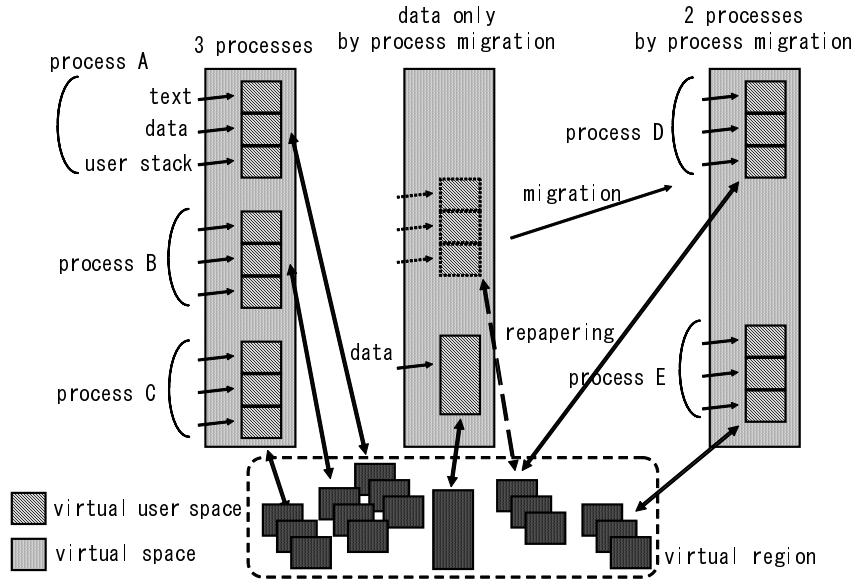 data only
by process migration
2 processes
by process migration
3 processes
process A
text
data
user stack
process B
process C
data
migration
repapering
process D
process E
virtual user space
virtual space
virtual region